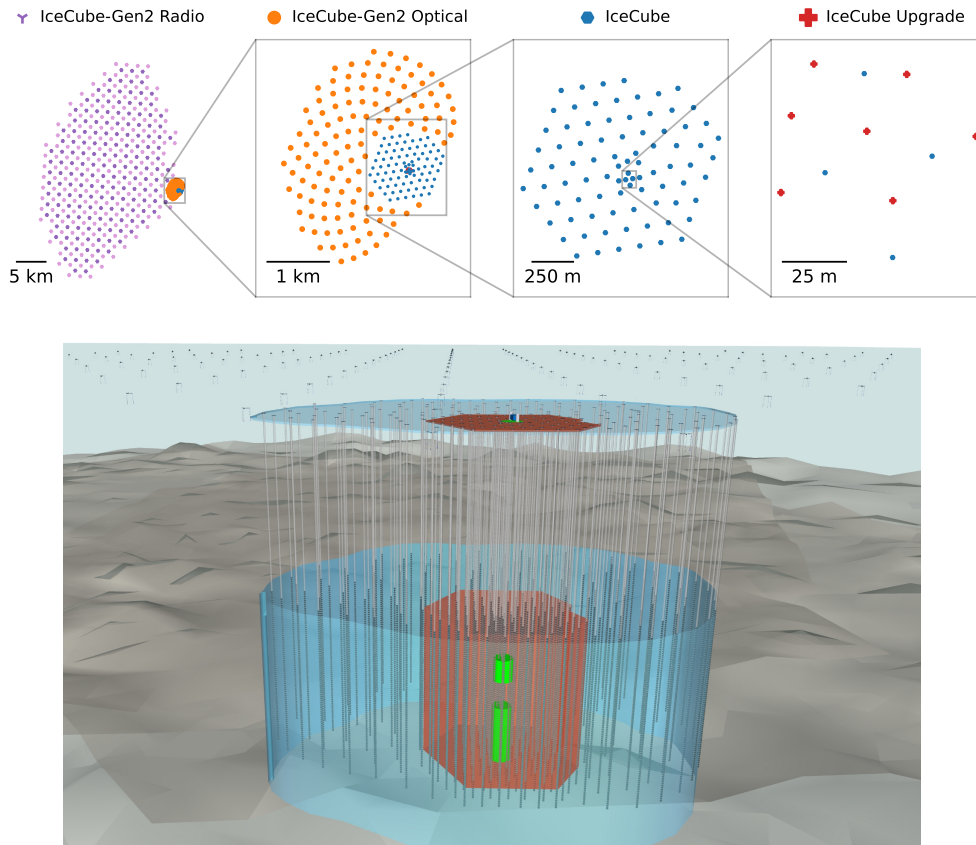 IceCube-Gen2 Radio
IceCube-Gen2 Optical
IceCube
IceCube Upgrade
5 km
1 km
250 m
25 m